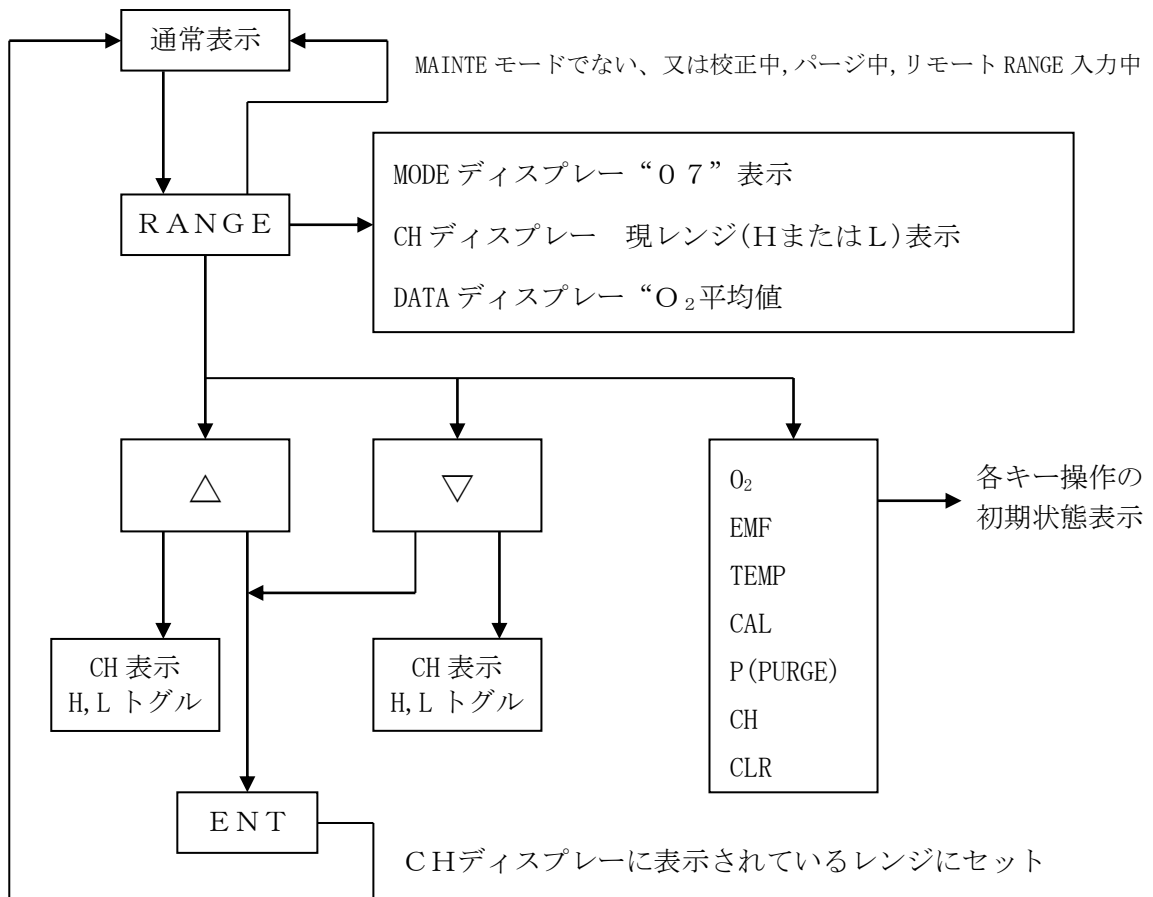 通常表示
MAINTE モードでない、又は校正中,パージ中,リモート RANGE 入力中
ＲＡＮＧＥ
MODE ディスプレー “０７” 表示
CH ディスプレー　現レンジ(ＨまたはＬ)表示
DATA ディスプレー “Ｏ₂平均値
△
▽
O₂
EMF
TEMP
CAL
P(PURGE)
CH
CLR
各キー操作の
初期状態表示
CH 表示
H,L トグル
CH 表示
H,L トグル
ＥＮＴ
ＣＨディスプレーに表示されているレンジにセット